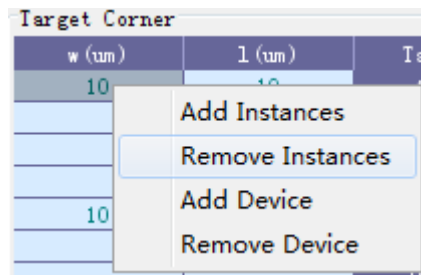 Target Corner
w (um) l (um)
10
Add Instances
Remove Instances
Add Device
10
Remove Device